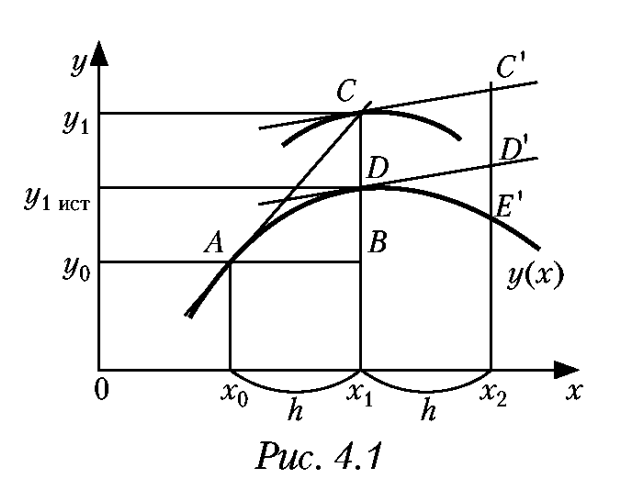 y
C
C'
y₁
D
D'
y₁ ист
A
B
E'
y₀
y(x)
0
x₀
x₁
x₂
x
h
h
Рис. 4.1